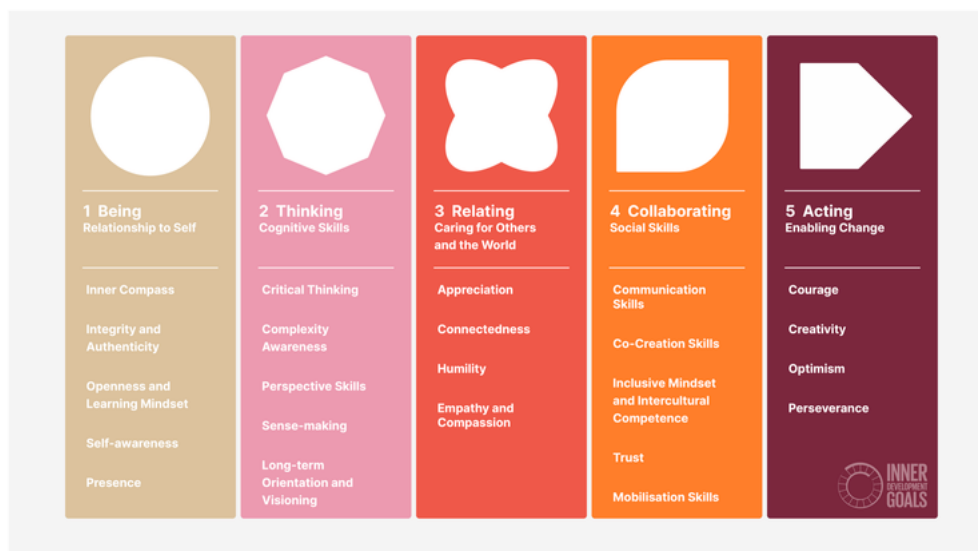 1 Being
Relationship to Self
Inner Compass
Integrity and
Authenticity
Openness and
Learning Mindset
Self-awareness
Presence
2 Thinking
Cognitive Skills
Critical Thinking
Complexity
Awareness
Perspective Skills
Sense-making
Long-term
Orientation and
Visioning
3 Relating
Caring for Others
and the World
Appreciation
Connectedness
Humility
Empathy and
Compassion
4 Collaborating
Social Skills
Communication
Skills
Co-Creation Skills
Inclusive Mindset
and Intercultural
Competence
Trust
Mobilisation Skills
5 Acting
Enabling Change
Courage
Creativity
Optimism
Perseverance
INNER
DEVELOPMENT
GOALS